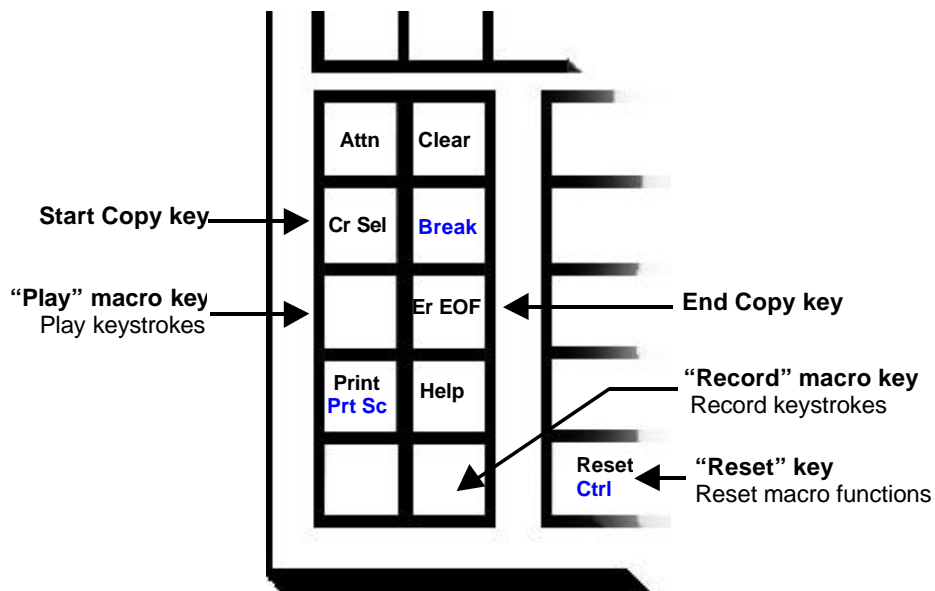 Attn
Clear
Start Copy key
Cr Sel
Break
“Play” macro key
Play keystrokes
Er EOF
End Copy key
Print
Prt Sc
Help
“Record” macro key
Record keystrokes
Reset
Ctrl
“Reset” key
Reset macro functions